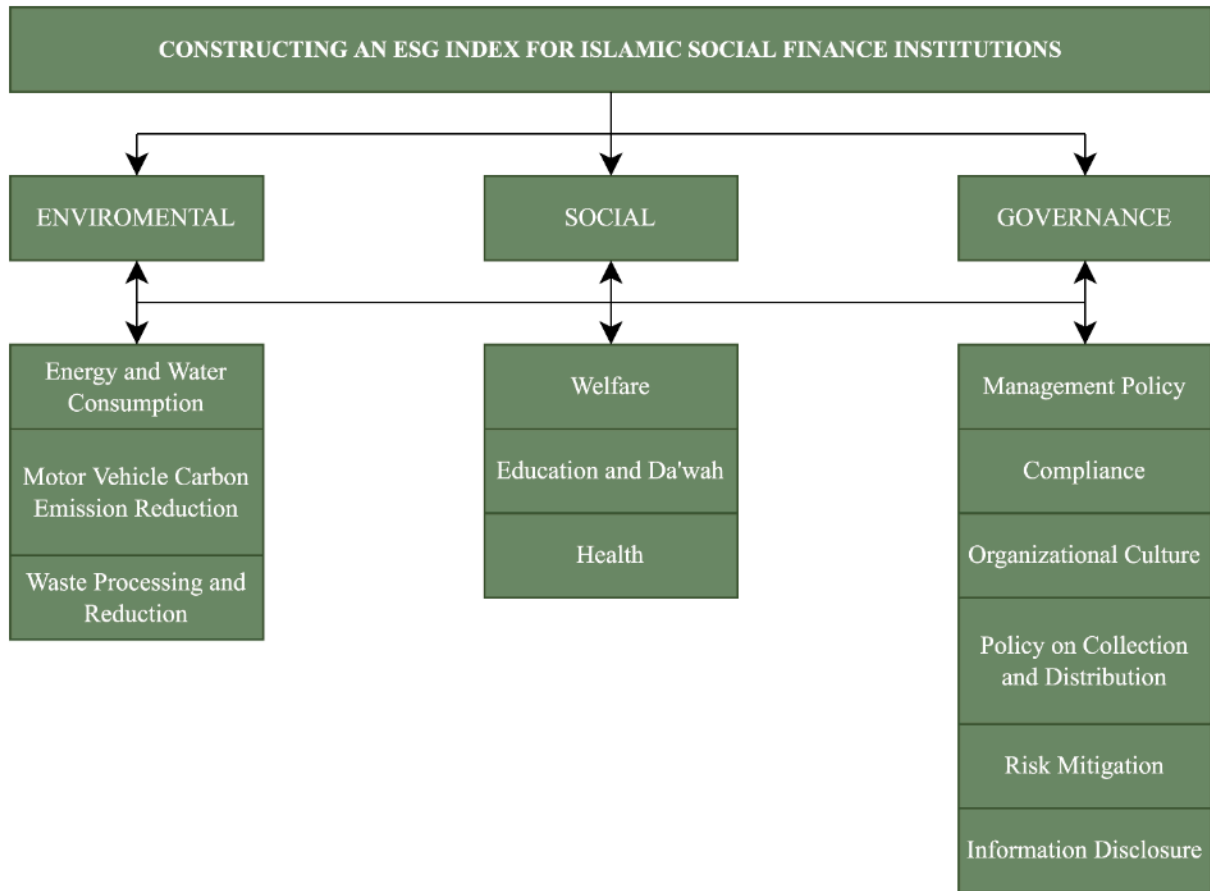 CONSTRUCTING AN ESG INDEX FOR ISLAMIC SOCIAL FINANCE INSTITUTIONS
ENVIROMENTAL
SOCIAL
GOVERNANCE
Energy and Water
Consumption
Motor Vehicle Carbon
Emission Reduction
Waste Processing and
Reduction
Welfare
Education and Da'wah
Health
Management Policy
Compliance
Organizational Culture
Policy on Collection
and Distribution
Risk Mitigation
Information Disclosure